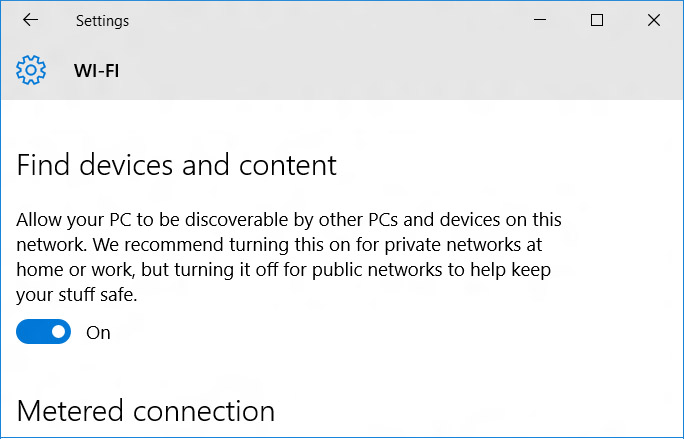 Settings
WI-FI
Find devices and content
Allow your PC to be discoverable by other PCs and devices on this
network. We recommend turning this on for private networks at
home or work, but turning it off for public networks to help keep
your stuff safe.
On
Metered connection